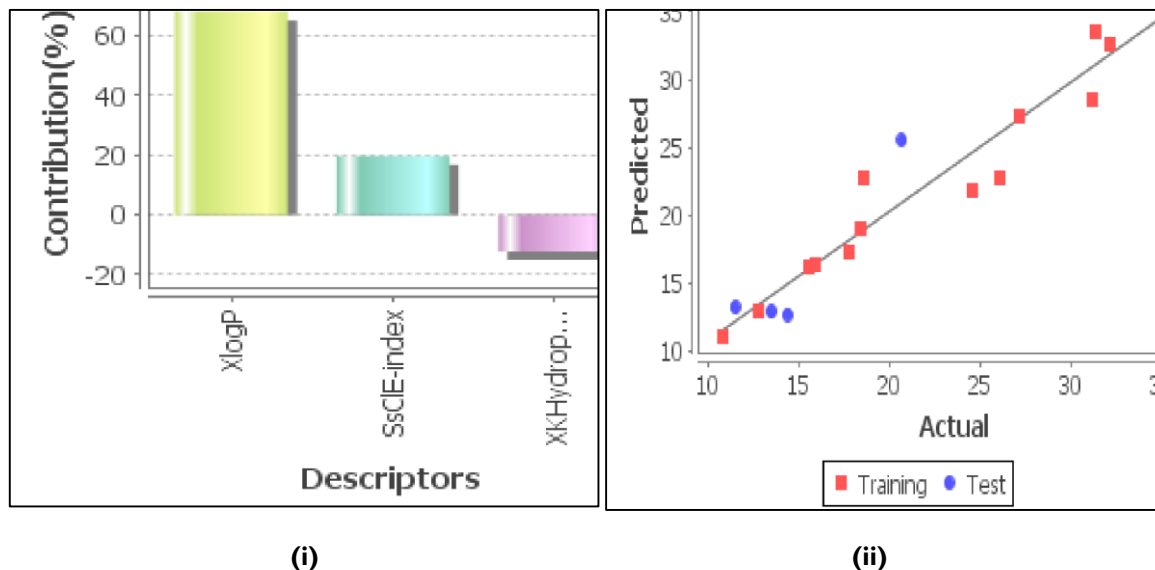 Contribution(%)
60
40
20
0
-20
XlogP
SsClE-index
XKHydrop...
Descriptors
(i)
Predicted
35
30
25
20
15
10
10 15 20 25 30 3
Actual
Training Test
(ii)